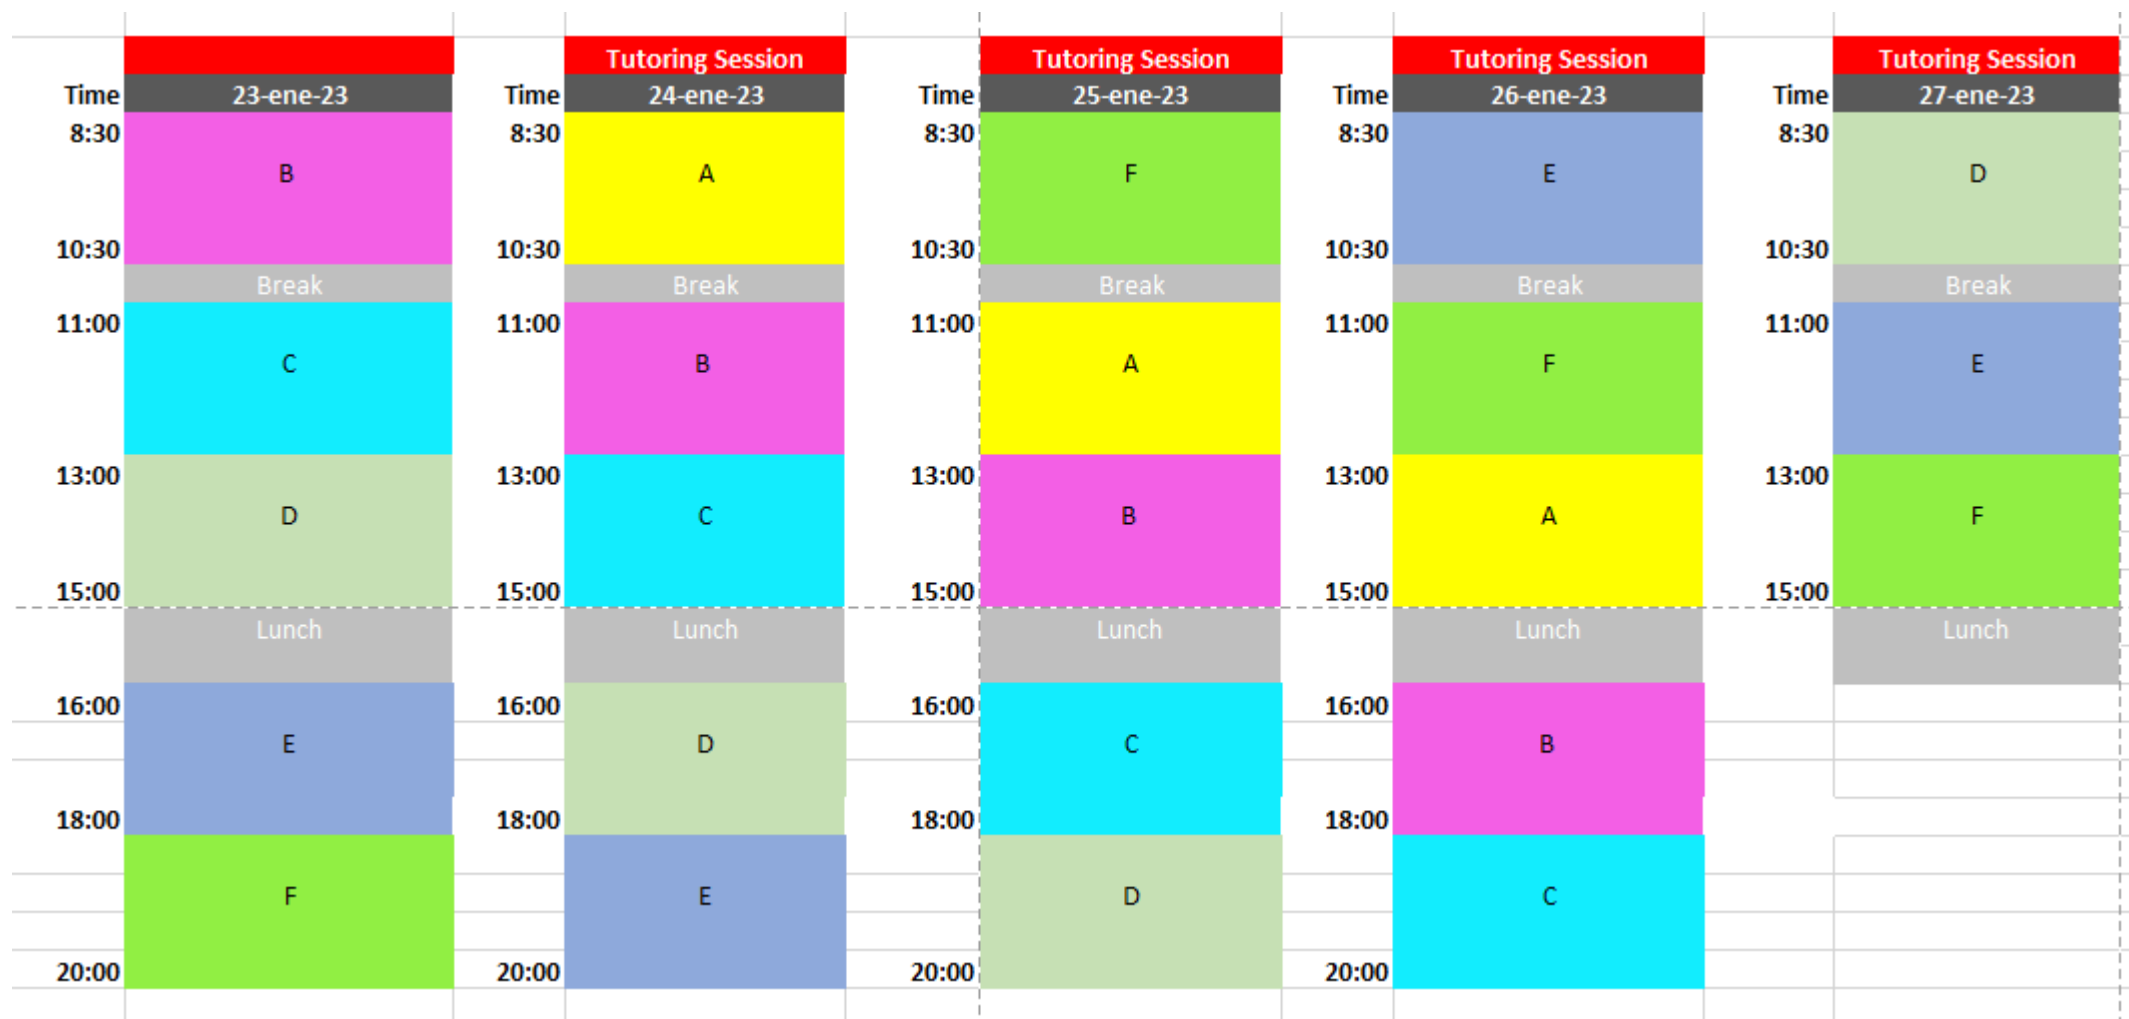 Tutoring Session Tutoring Session Tutoring Session Tutoring Session
Time 23-ene-23 Time 24-ene-23 Time 25-ene-23 Time 26-ene-23 Time 27-ene-23
8:30 8:30 8:30 8:30 8:30
B A F E D
10:30 10:30 10:30 10:30 10:30
Break Break Break Break Break
11:00 11:00 11:00 11:00 11:00
C B A F E
13:00 13:00 13:00 13:00 13:00
D C B A F
15:00 15:00 15:00 15:00 15:00
Lunch Lunch Lunch Lunch Lunch
16:00 16:00 16:00 16:00
E D C B
18:00 18:00 18:00 18:00
F E D C
20:00 20:00 20:00 20:00